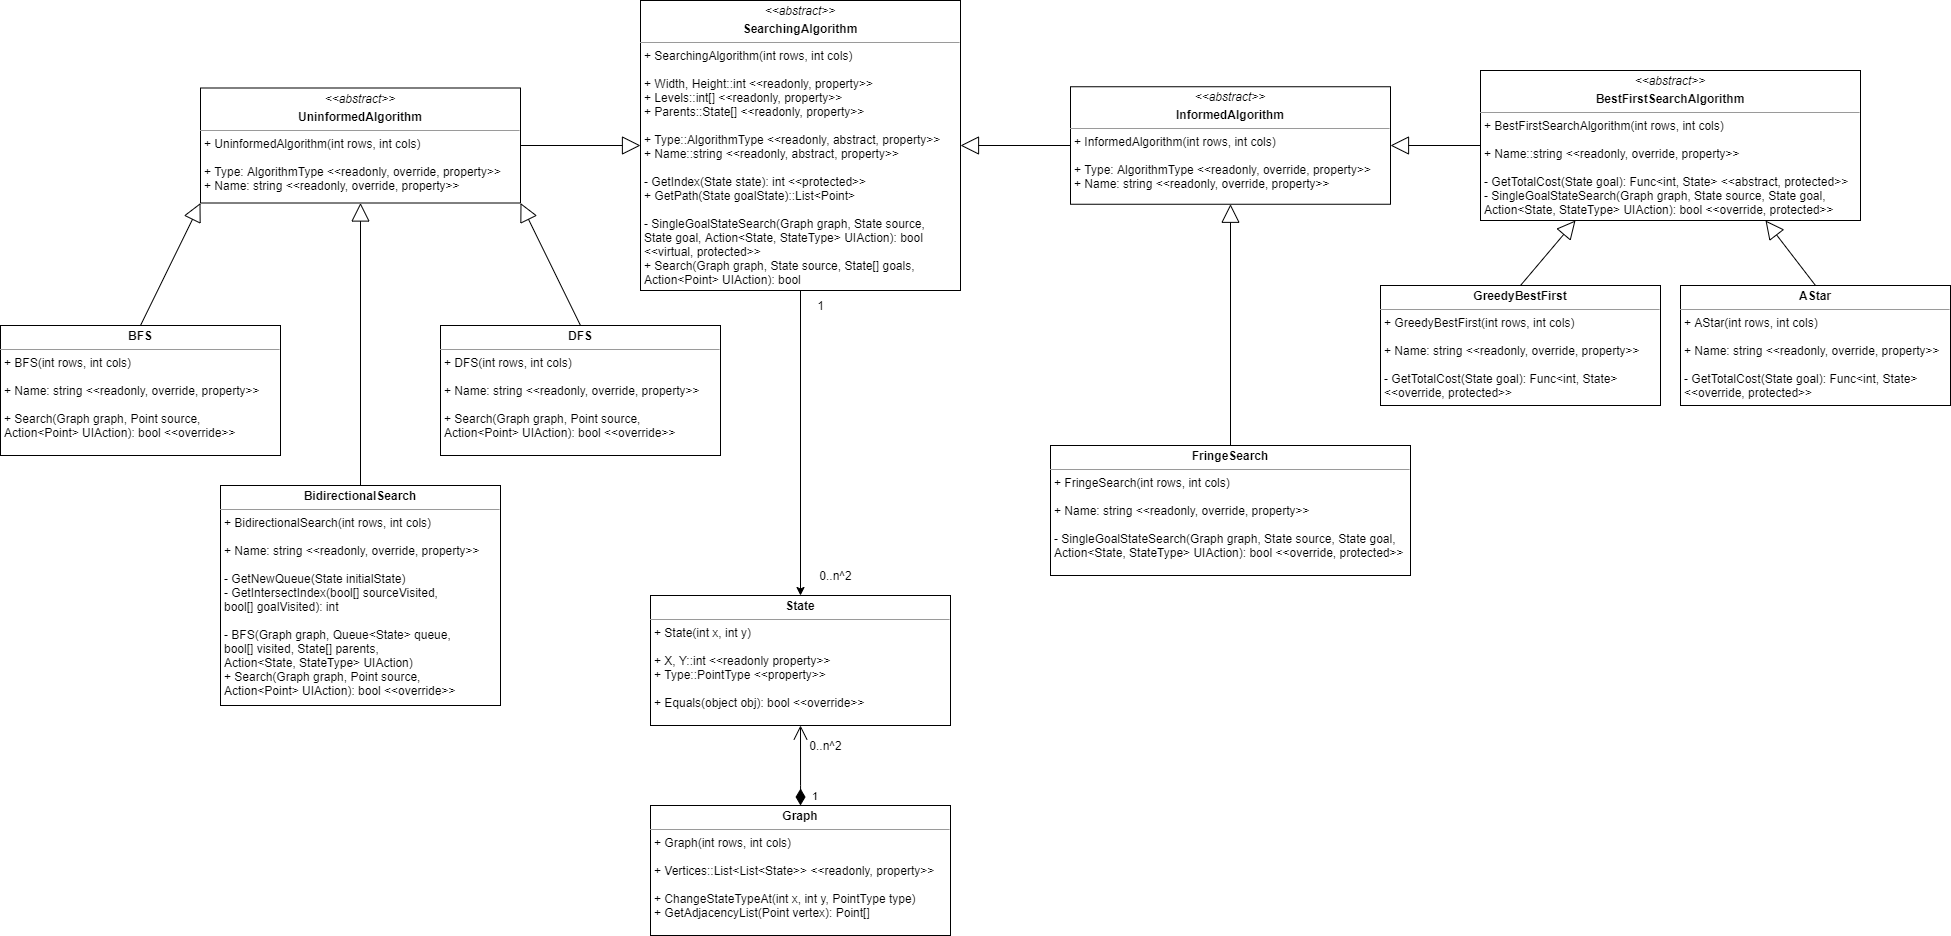 <<abstract>>
SearchingAlgorithm
+ SearchingAlgorithm(int rows, int cols)
+ Width, Height::int <<readonly, property>>
+ Levels::int[] <<readonly, property>>
+ Parents::State[] <<readonly, property>>
+ Type::AlgorithmType <<readonly, abstract, property>>
+ Name::string <<readonly, abstract, property>>
- GetIndex(State state): int <<protected>>
+ GetPath(State goalState)::List<Point>
- SingleGoalStateSearch(Graph graph, State source,
State goal, Action<State, StateType> UIAction): bool
<<virtual, protected>>
+ Search(Graph graph, State source, State[] goals,
Action<Point> UIAction): bool
<<abstract>>
UninformedAlgorithm
+ UninformedAlgorithm(int rows, int cols)
+ Type: AlgorithmType <<readonly, override, property>>
+ Name: string <<readonly, override, property>>
<<abstract>>
InformedAlgorithm
+ InformedAlgorithm(int rows, int cols)
+ Type: AlgorithmType <<readonly, override, property>>
+ Name: string <<readonly, override, property>>
<<abstract>>
BestFirstSearchAlgorithm
+ BestFirstSearchAlgorithm(int rows, int cols)
+ Name::string <<readonly, override, property>>
- GetTotalCost(State goal): Func<int, State> <<abstract, protected>>
- SingleGoalStateSearch(Graph graph, State source, State goal,
Action<State, StateType> UIAction): bool <<override, protected>>
BFS
+ BFS(int rows, int cols)
+ Name: string <<readonly, override, property>>
+ Search(Graph graph, Point source,
Action<Point> UIAction): bool <<override>>
DFS
+ DFS(int rows, int cols)
+ Name: string <<readonly, override, property>>
+ Search(Graph graph, Point source,
Action<Point> UIAction): bool <<override>>
1
GreedyBestFirst
+ GreedyBestFirst(int rows, int cols)
+ Name: string <<readonly, override, property>>
- GetTotalCost(State goal): Func<int, State>
<<override, protected>>
AStar
+ AStar(int rows, int cols)
+ Name: string <<readonly, override, property>>
- GetTotalCost(State goal): Func<int, State>
<<override, protected>>
BidirectionalSearch
+ BidirectionalSearch(int rows, int cols)
+ Name: string <<readonly, override, property>>
- GetNewQueue(State initialState)
- GetIntersectIndex(bool[] sourceVisited,
bool[] goalVisited): int
- BFS(Graph graph, Queue<State> queue,
bool[] visited, State[] parents,
Action<State, StateType> UIAction)
+ Search(Graph graph, Point source,
Action<Point> UIAction): bool <<override>>
FringeSearch
+ FringeSearch(int rows, int cols)
+ Name: string <<readonly, override, property>>
- SingleGoalStateSearch(Graph graph, State source, State goal,
Action<State, StateType> UIAction): bool <<override, protected>>
0..n^2
State
+ State(int x, int y)
+ X, Y::int <<readonly property>>
+ Type::PointType <<property>>
+ Equals(object obj): bool <<override>>
0..n^2
1
Graph
+ Graph(int rows, int cols)
+ Vertices::List<List<State>> <<readonly, property>>
+ ChangeStateTypeAt(int x, int y, PointType type)
+ GetAdjacencyList(Point vertex): Point[]